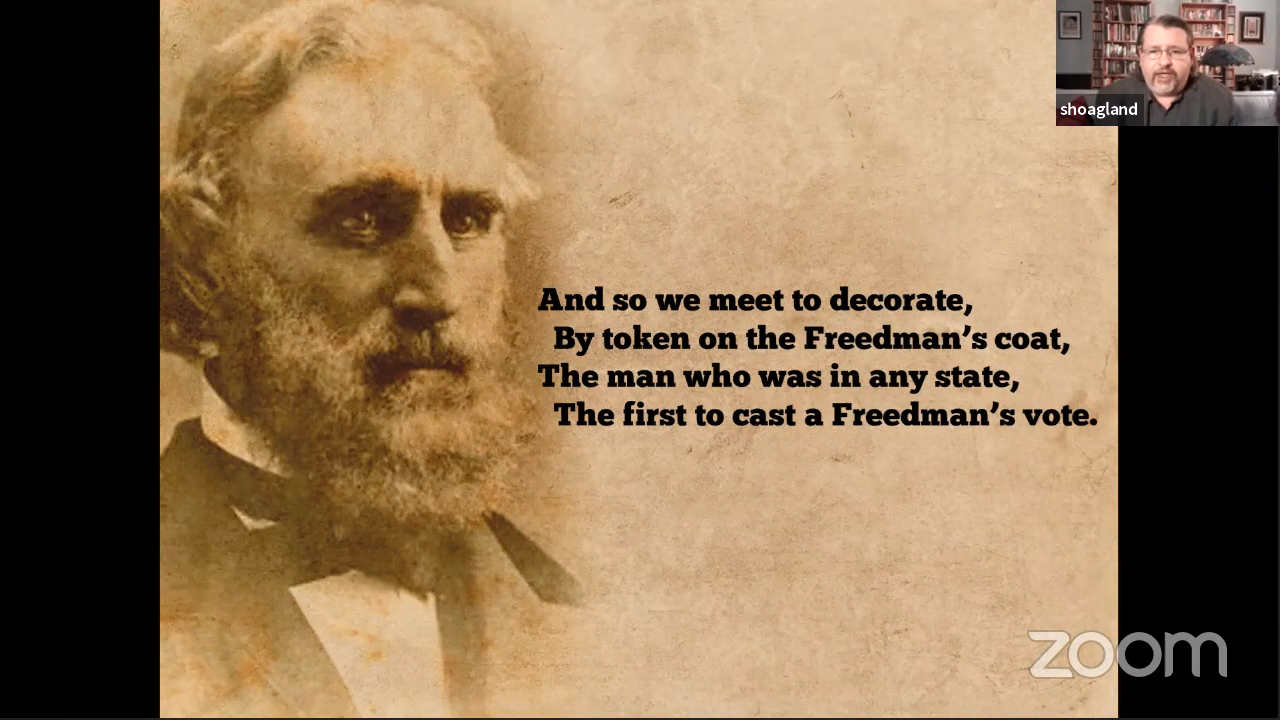 shoagland
And so we meet to decorate,
By token on the Freedman’s coat,
The man who was in any state,
The first to cast a Freedman’s vote.
zoom